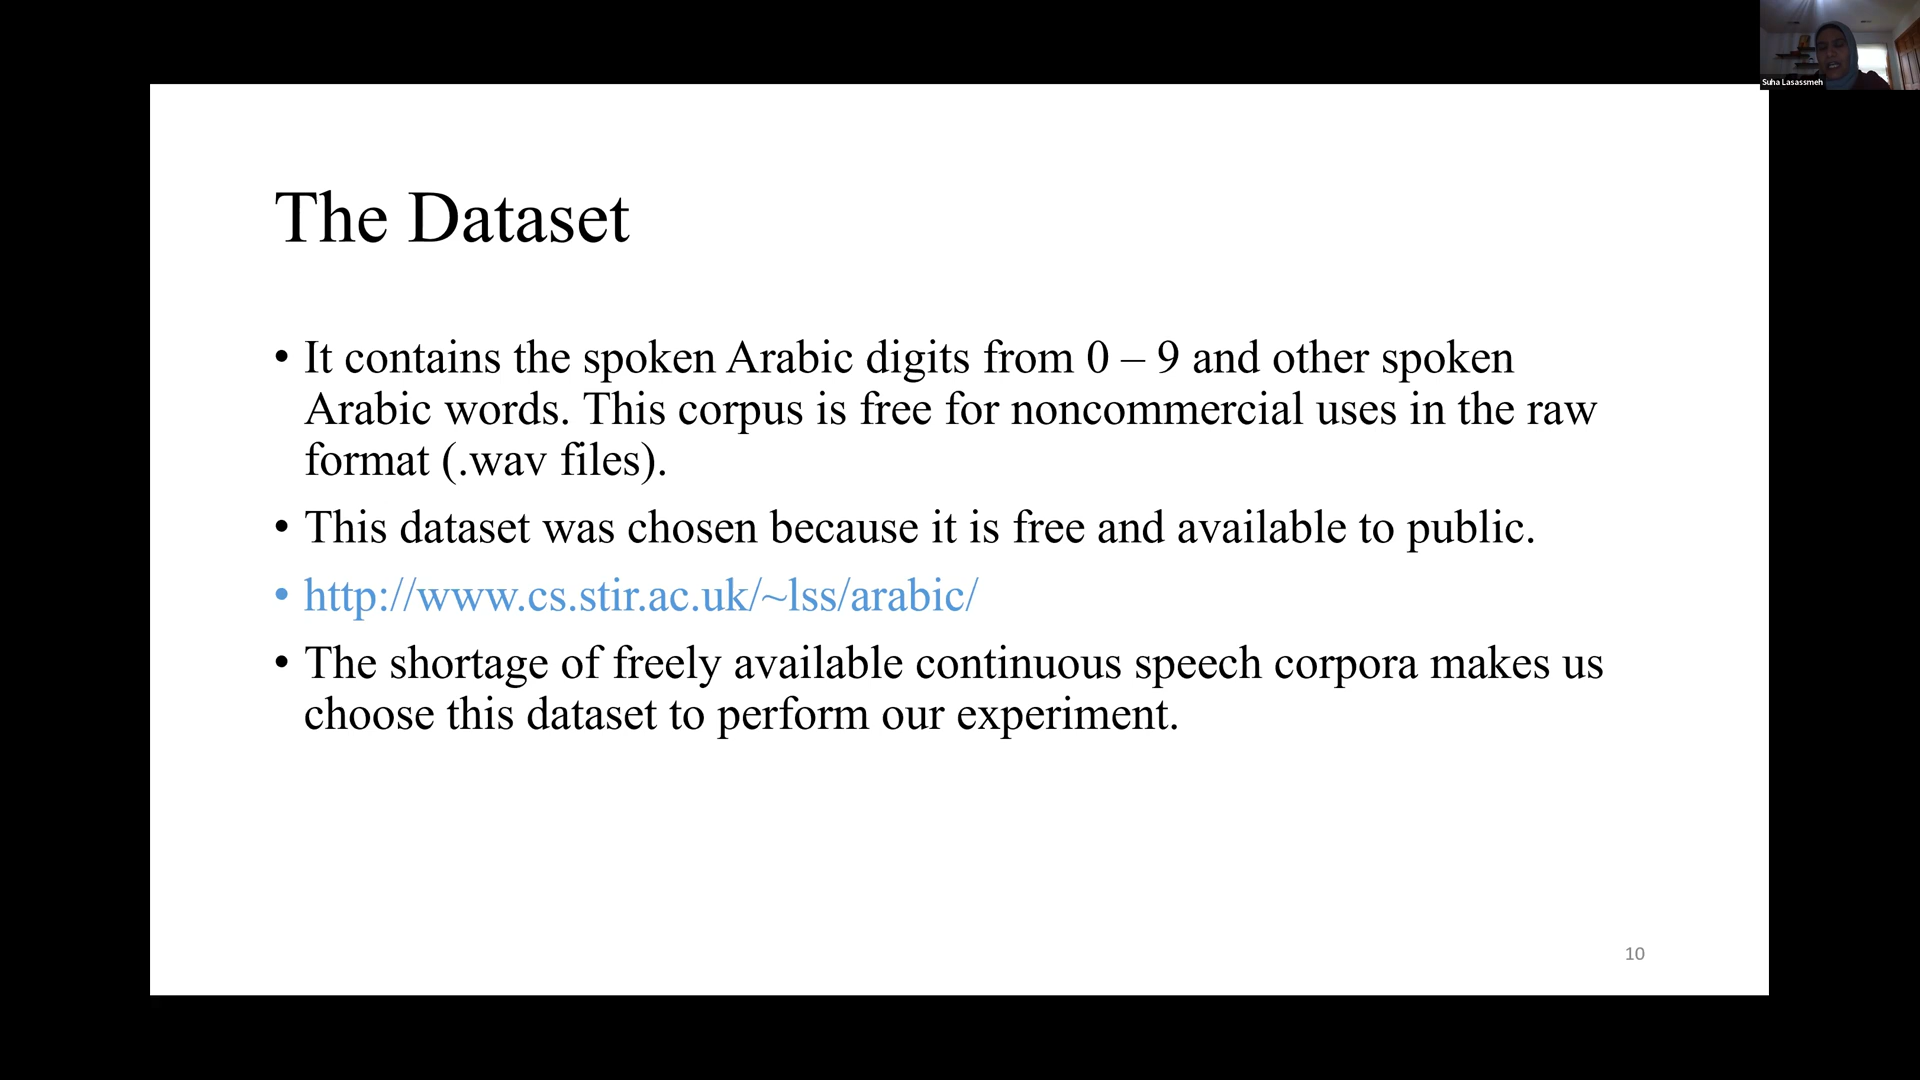 Suha Lasassmeh
The Dataset
• It contains the spoken Arabic digits from 0 – 9 and other spoken
Arabic words. This corpus is free for noncommercial uses in the raw
format (.wav files).
• This dataset was chosen because it is free and available to public.
• http://www.cs.stir.ac.uk/~lss/arabic/
• The shortage of freely available continuous speech corpora makes us
choose this dataset to perform our experiment.
10